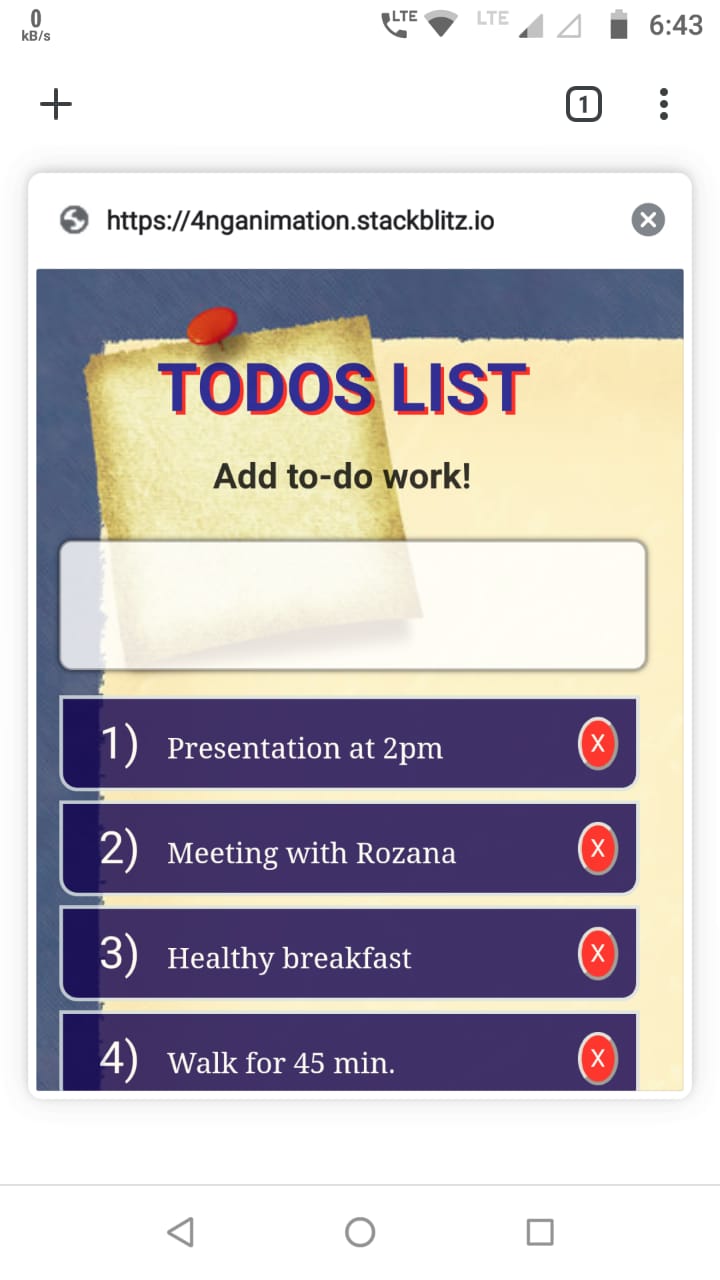 0
kB/s
LTE
LTE
6:43
1
https://4nganimation.stackblitz.io
TODOS LIST
Add to-do work!
1) Presentation at 2pm X
2) Meeting with Rozana X
3) Healthy breakfast X
4) Walk for 45 min. X